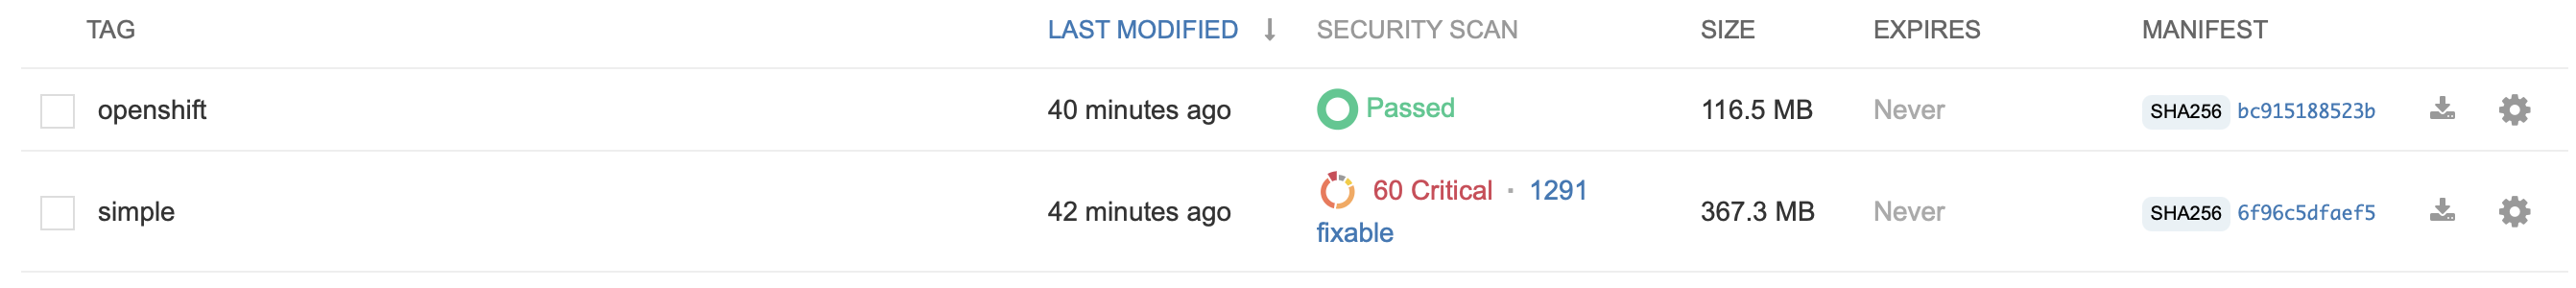 TAG LAST MODIFIED ↓ SECURITY SCAN SIZE EXPIRES MANIFEST
openshift 40 minutes ago Passed 116.5 MB Never SHA256 bc915188523b
simple 42 minutes ago 60 Critical · 1291 fixable 367.3 MB Never SHA256 6f96c5dfaef5